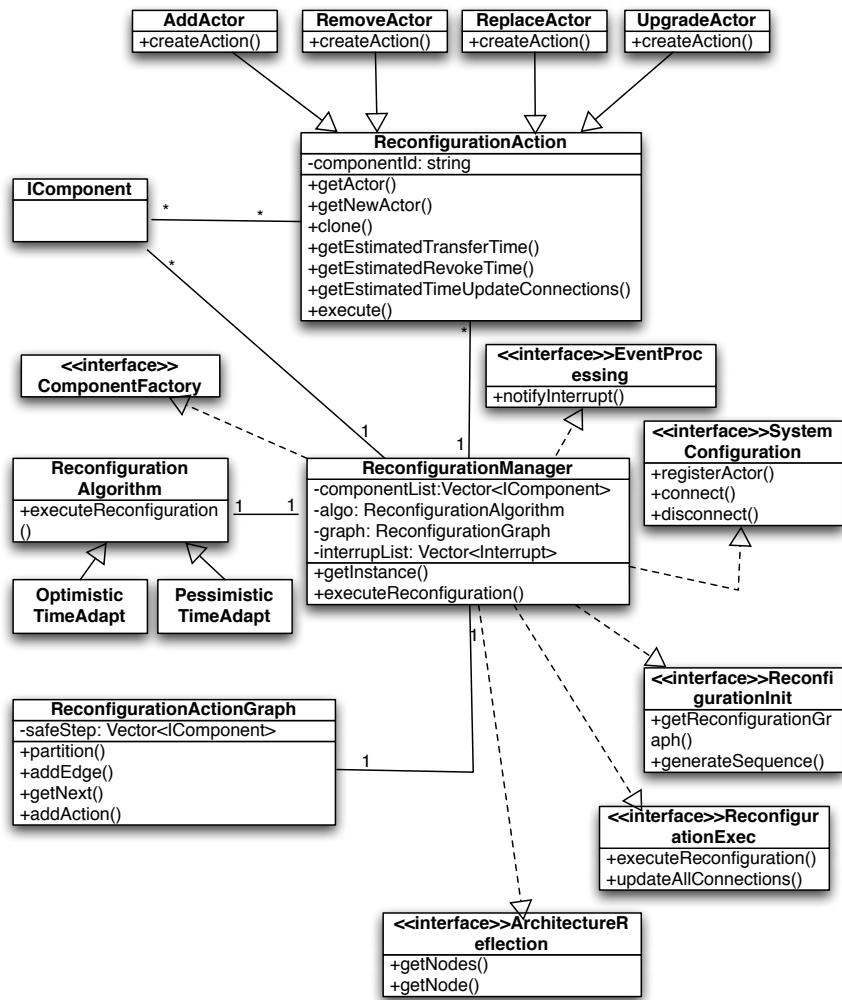 AddActor
+createAction()
RemoveActor
+createAction()
ReplaceActor
+createAction()
UpgradeActor
+createAction()
ReconfigurationAction
-componentId: string
+getActor()
+getNewActor()
+clone()
+getEstimatedTransferTime()
+getEstimatedRevokeTime()
+getEstimatedTimeUpdateConnections()
+execute()
IComponent
*
*
*
*
1
1
<<interface>>
ComponentFactory
<<interface>>EventProc
essing
+notifyInterrupt()
<<interface>>System
Configuration
+registerActor()
+connect()
+disconnect()
Reconfiguration
Algorithm
+executeReconfiguration
()
1
1
ReconfigurationManager
-componentList:Vector<IComponent>
-algo: ReconfigurationAlgorithm
-graph: ReconfigurationGraph
-interrupList: Vector<Interrupt>
+getInstance()
+executeReconfiguration()
Optimistic
TimeAdapt
Pessimistic
TimeAdapt
1
1
ReconfigurationActionGraph
-safeStep: Vector<IComponent>
+partition()
+addEdge()
+getNext()
+addAction()
<<interface>>Reconfi
gurationInit
+getReconfigurationGr
aph()
+generateSequence()
<<interface>>Reconfigur
ationExec
+executeReconfiguration()
+updateAllConnections()
<<interface>>ArchitectureR
eflection
+getNodes()
+getNode()